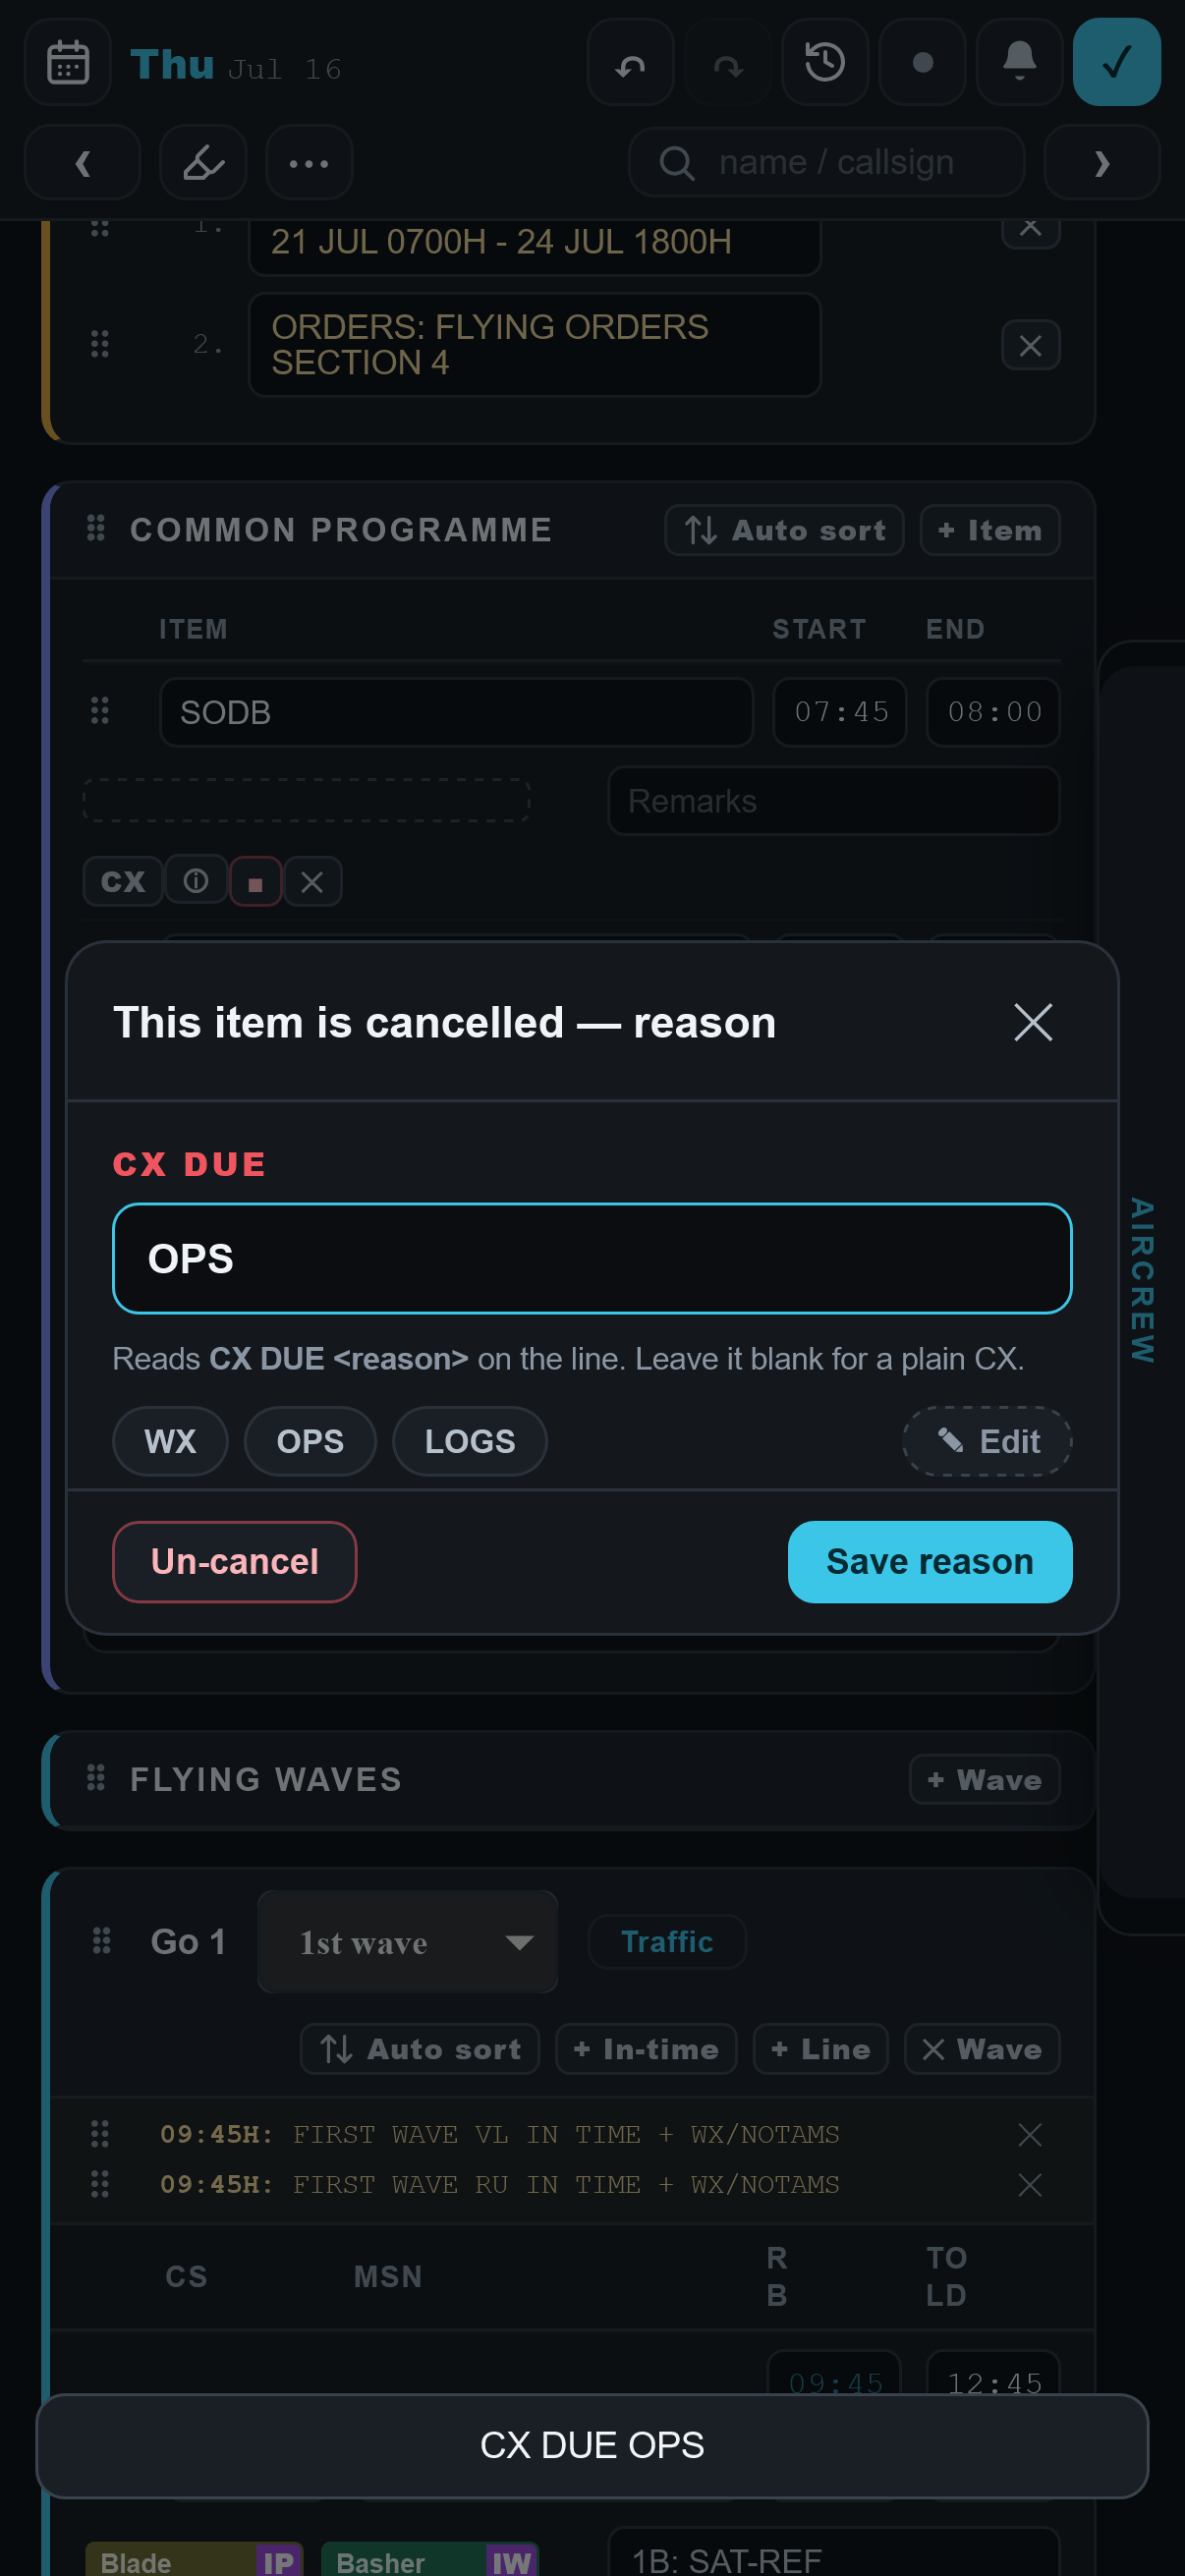 Thu Jul 16
name / callsign
1.
21 JUL 0700H - 24 JUL 1800H
2.
ORDERS: FLYING ORDERS
SECTION 4
COMMON PROGRAMME
Auto sort
+ Item
ITEM START END
SODB 07:45 08:00
Remarks
CX
This item is cancelled — reason
CX DUE
OPS
Reads CX DUE <reason> on the line. Leave it blank for a plain CX.
WX OPS LOGS Edit
Un-cancel Save reason
AIRCREW
FLYING WAVES
+ Wave
Go 1 1st wave Traffic
Auto sort + In-time + Line × Wave
09:45H: FIRST WAVE VL IN TIME + WX/NOTAMS
09:45H: FIRST WAVE RU IN TIME + WX/NOTAMS
CS MSN R B TO LD
09:45 12:45
CX DUE OPS
Blade IP Basher IW 1B: SAT-REF